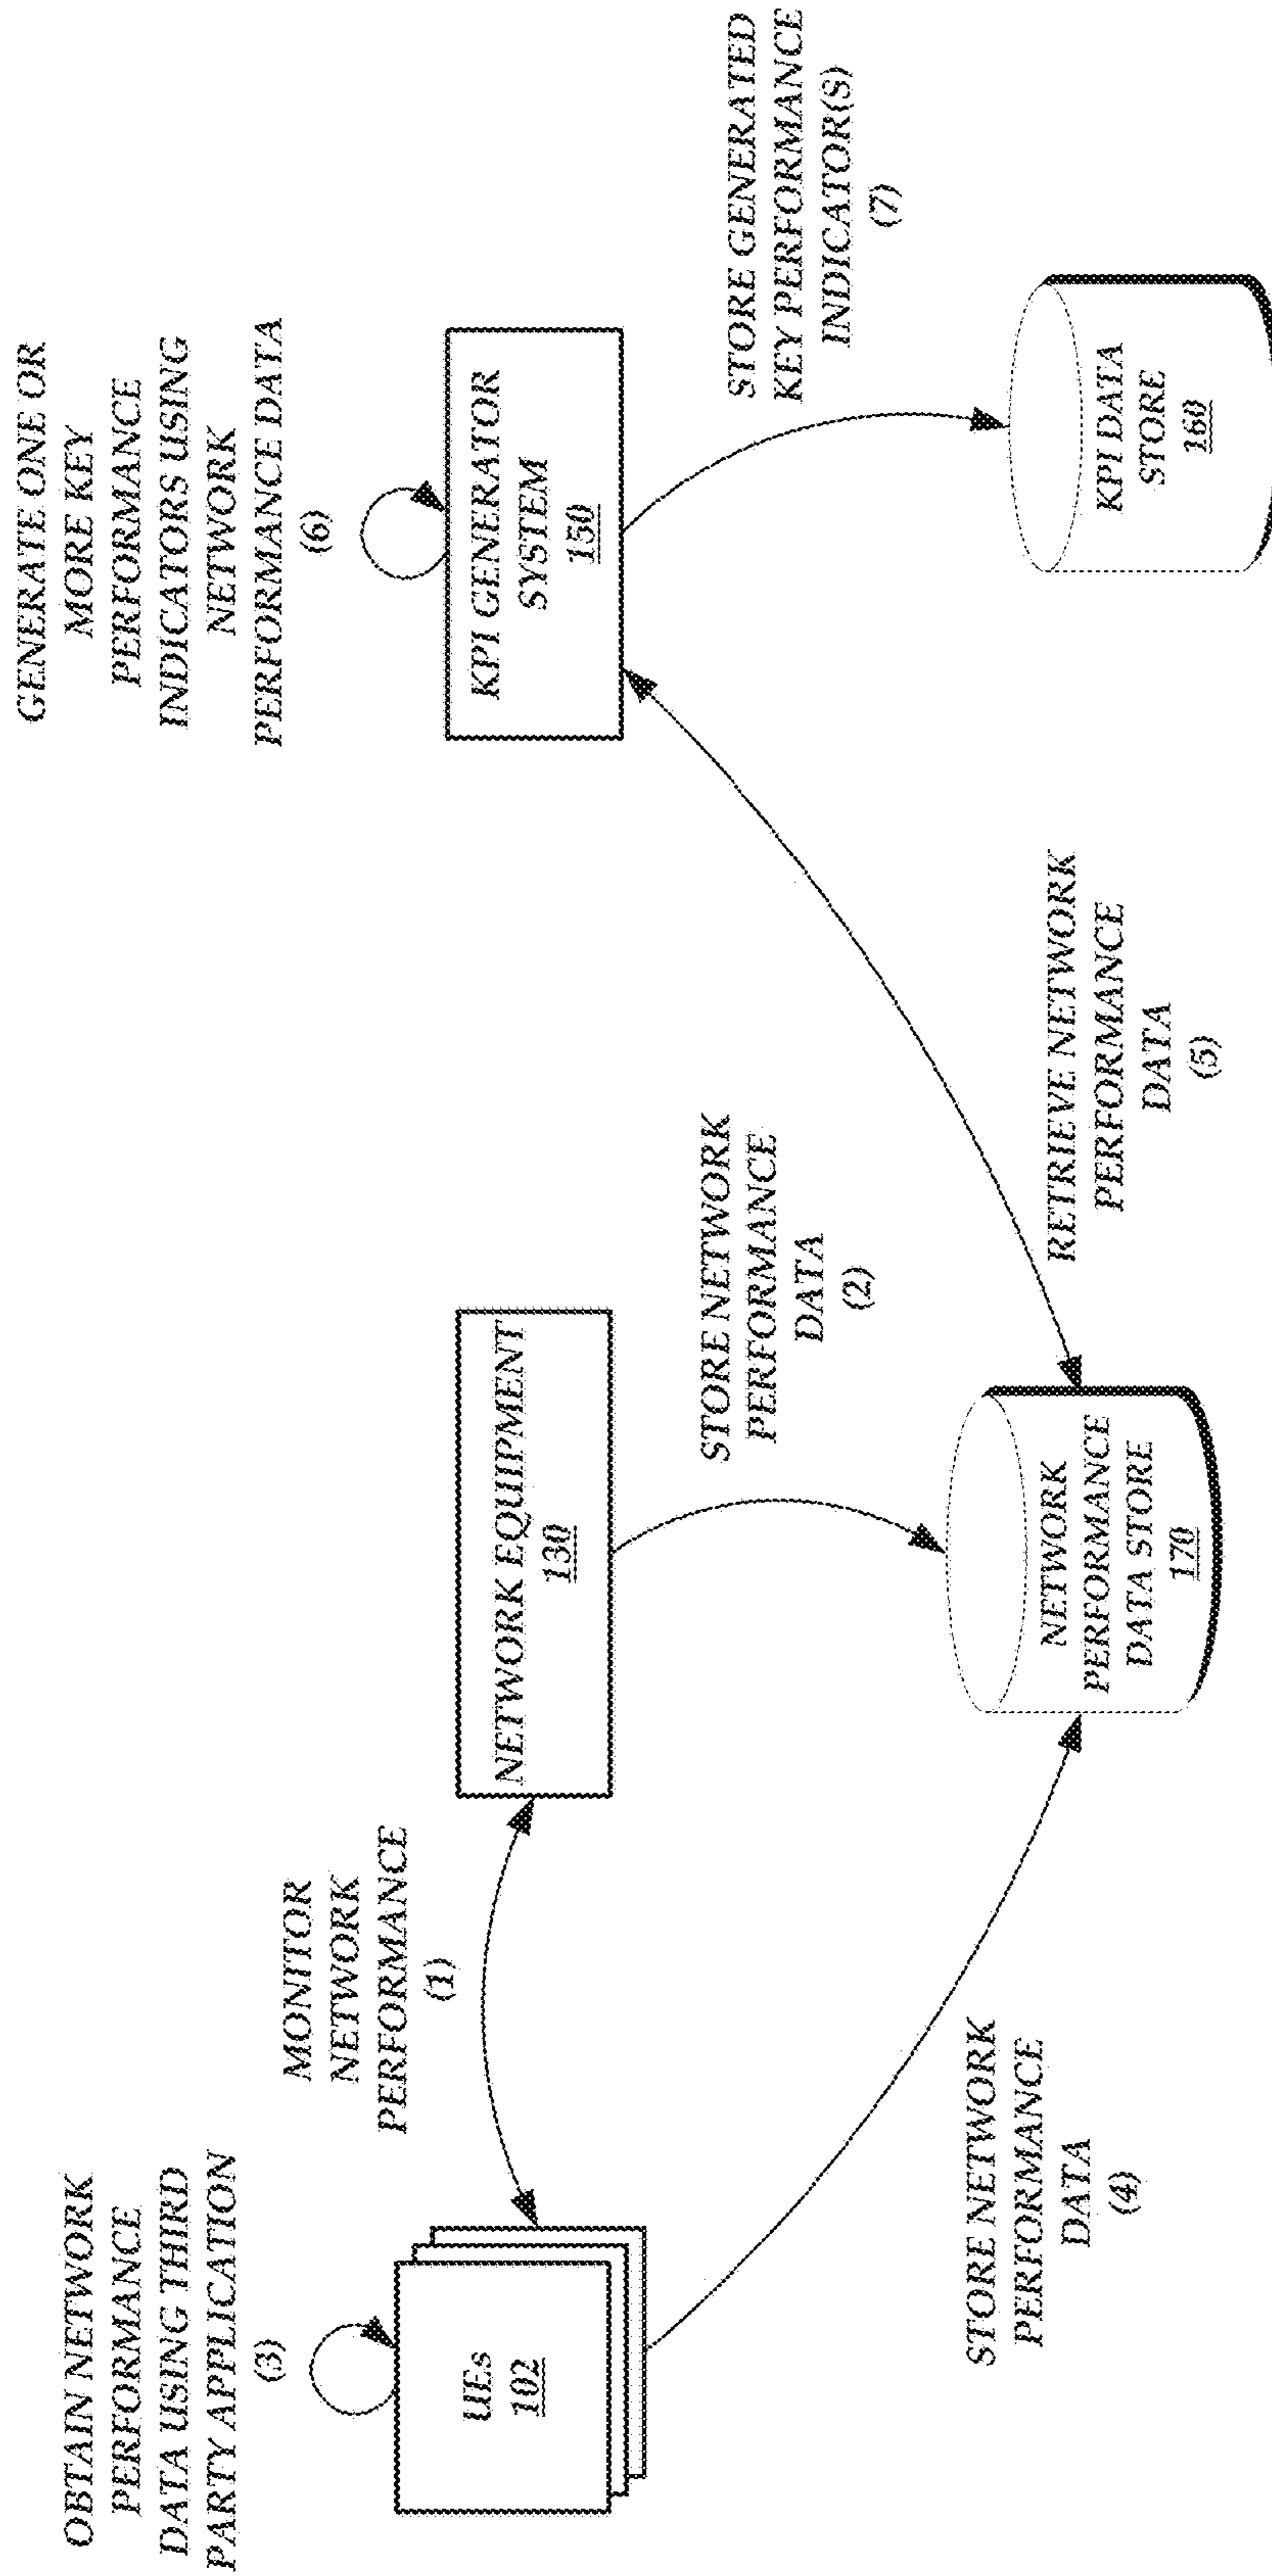 OBTAIN NETWORK
PERFORMANCE
DATA USING THIRD
PARTY APPLICATION
(3)
UEs
102
MONITOR
NETWORK
PERFORMANCE
(1)
NETWORK EQUIPMENT
130
STORE NETWORK
PERFORMANCE
DATA
(2)
STORE NETWORK
PERFORMANCE
DATA
(4)
NETWORK
PERFORMANCE
DATA STORE
170
RETRIEVE NETWORK
PERFORMANCE
DATA
(5)
GENERATE ONE OR
MORE KEY
PERFORMANCE
INDICATORS USING
NETWORK
PERFORMANCE DATA
(6)
KPI GENERATOR
SYSTEM
150
STORE GENERATED
KEY PERFORMANCE
INDICATOR(S)
(7)
KPI DATA
STORE
160